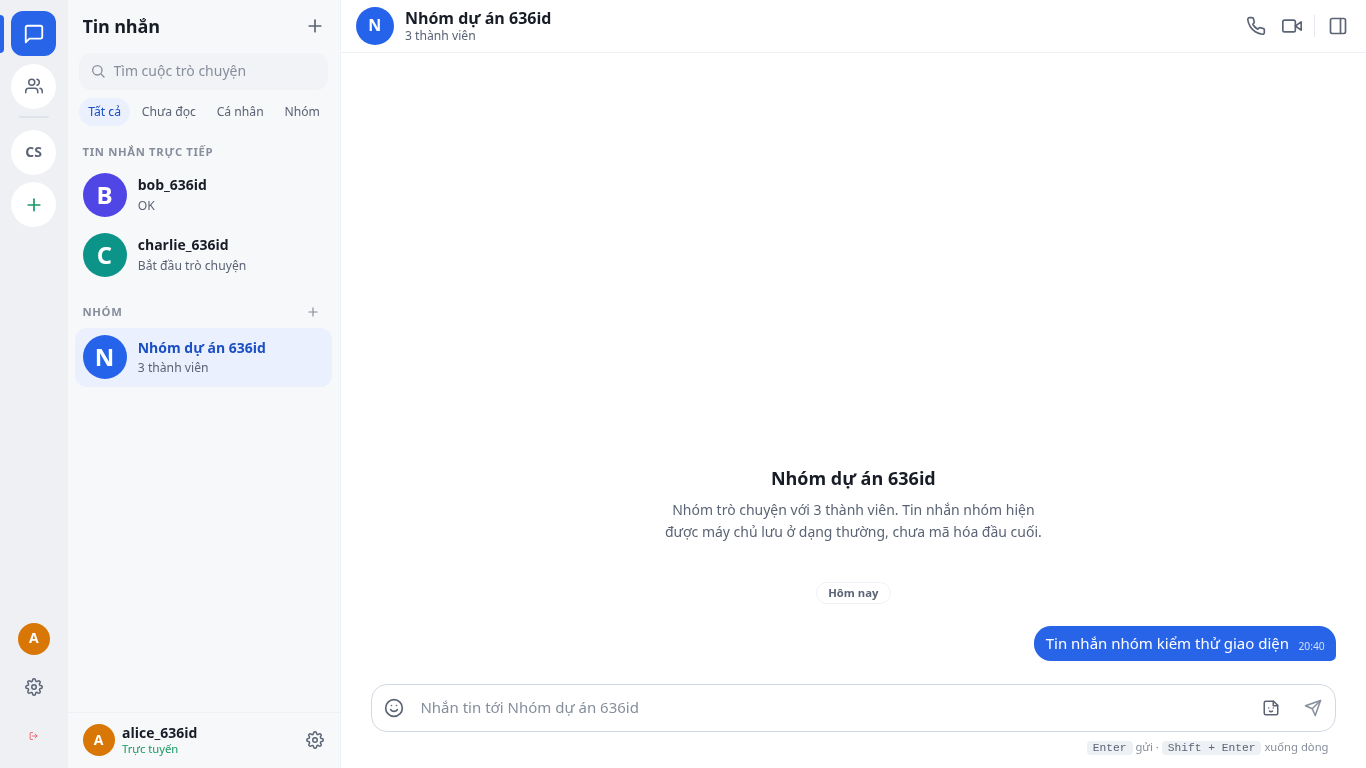 Tin nhắn
Tìm cuộc trò chuyện
Tất cả
Chưa đọc
Cá nhân
Nhóm
CS
TIN NHẮN TRỰC TIẾP
B
bob_636id
OK
C
charlie_636id
Bắt đầu trò chuyện
NHÓM
N
Nhóm dự án 636id
3 thành viên
A
A
alice_636id
Trực tuyến
N
Nhóm dự án 636id
3 thành viên
Nhóm dự án 636id
Nhóm trò chuyện với 3 thành viên. Tin nhắn nhóm hiện
được máy chủ lưu ở dạng thường, chưa mã hóa đầu cuối.
Hôm nay
Tin nhắn nhóm kiểm thử giao diện 20:40
Nhắn tin tới Nhóm dự án 636id
Enter gửi · Shift + Enter xuống dòng